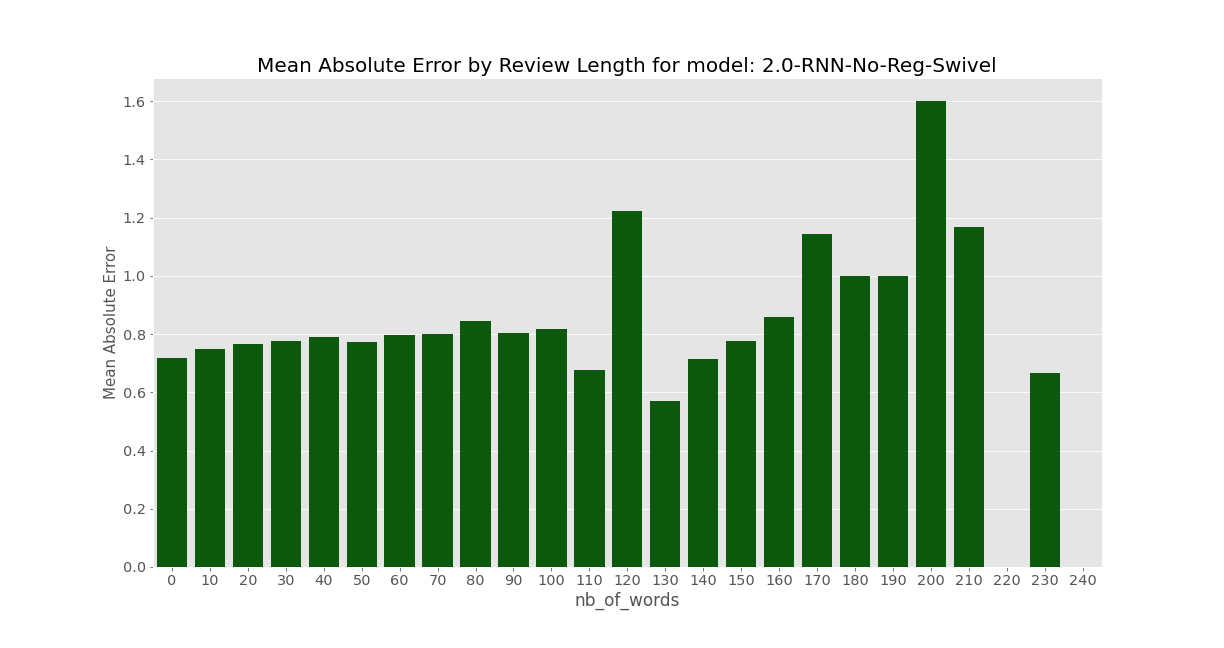 Mean Absolute Error by Review Length for model: 2.0-RNN-No-Reg-Swivel
1.6
1.4
1.2
1.0
0.8
0.6
0.4
0.2
0.0
Mean Absolute Error
0 10 20 30 40 50 60 70 80 90 100 110 120 130 140 150 160 170 180 190 200 210 220 230 240
nb_of_words